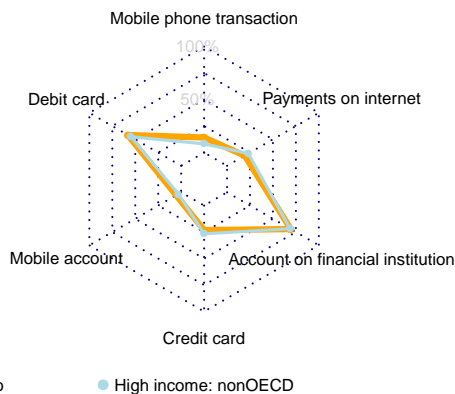 Mobile phone transaction
100%
Debit card
50%
Payments on internet
Mobile account
Account on financial institution
Credit card
High income: nonOECD